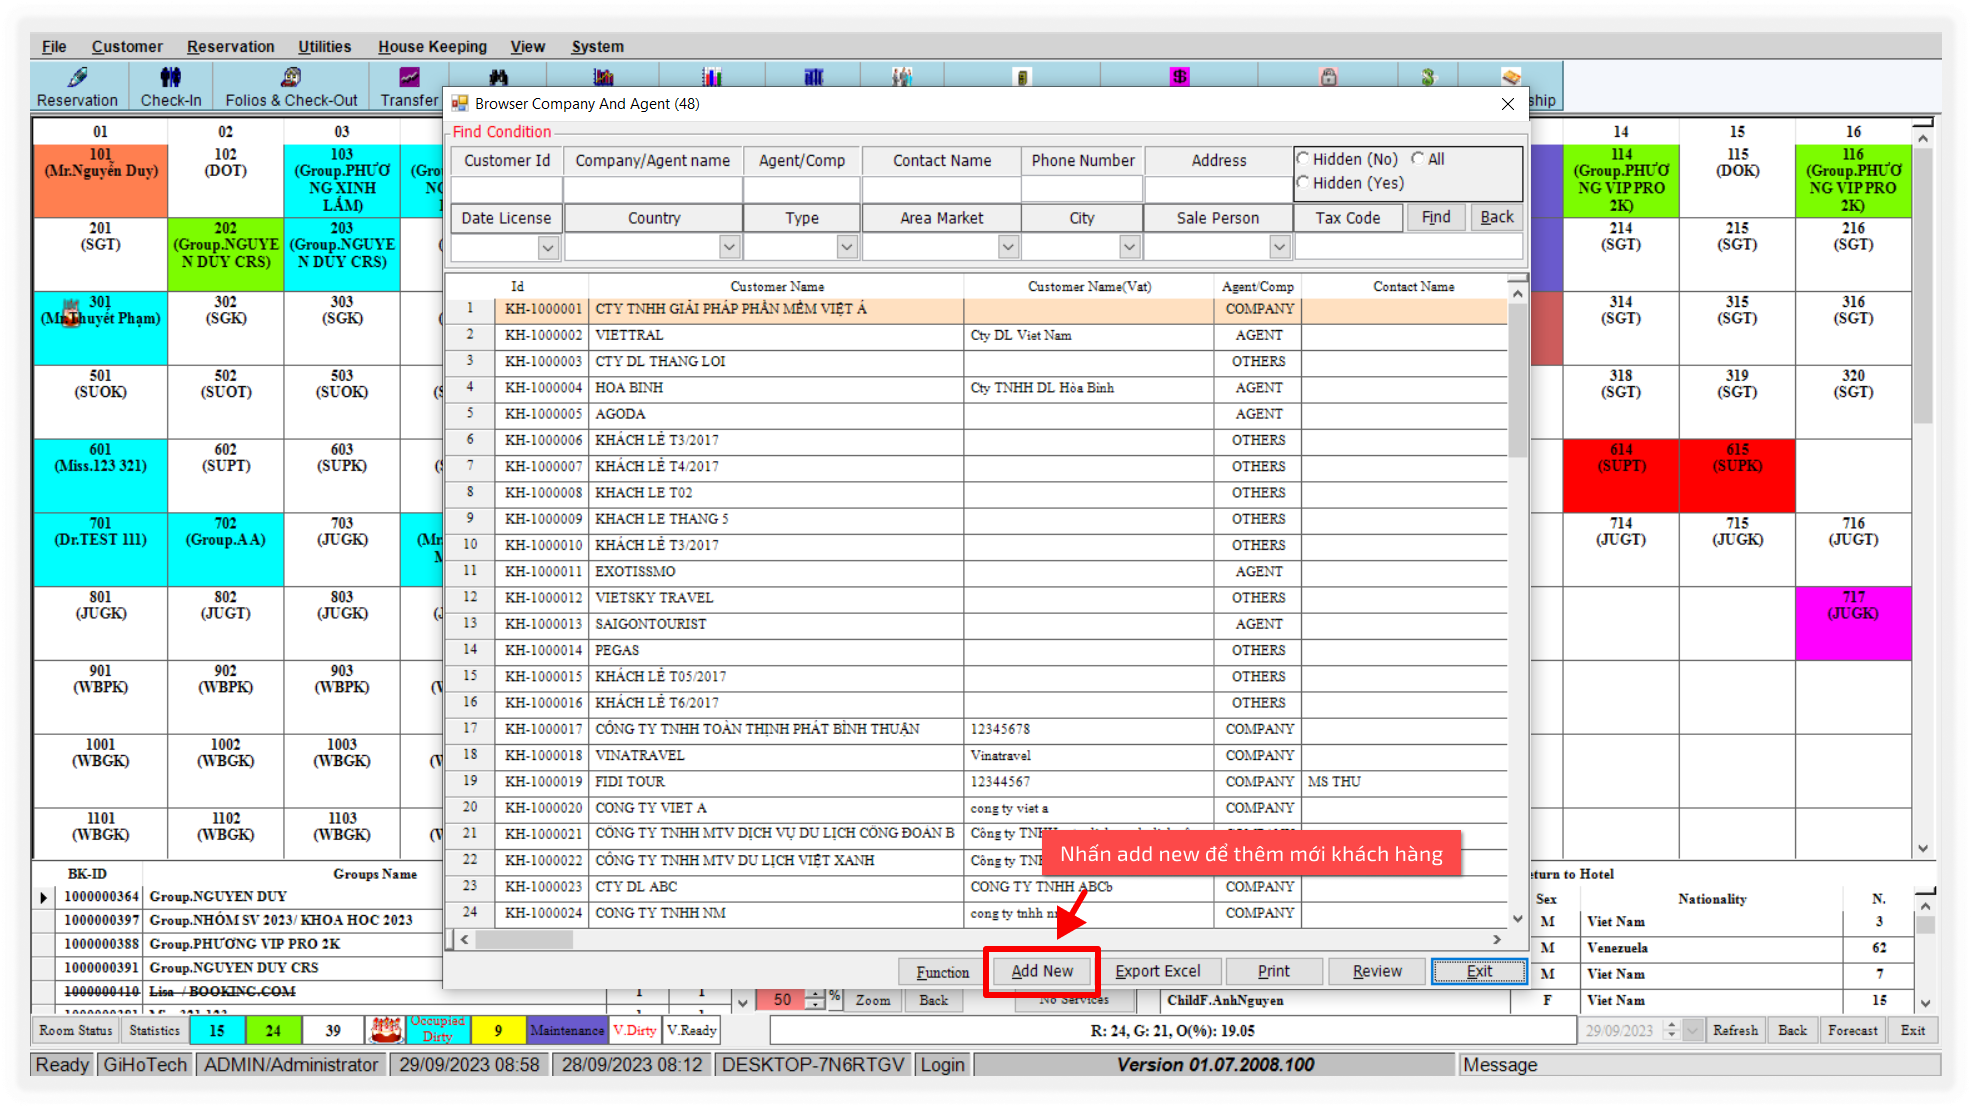 File Customer Reservation Utilities House Keeping View System
Reservation Check-In Folios & Check-Out Transfer
Browser Company And Agent (48)
Find Condition
Customer Id Company/Agent name Agent/Comp Contact Name Phone Number Address Hidden (No) All
Hidden (Yes)
Date License Country Type Area Market City Sale Person Tax Code Find Back
Id Customer Name Customer Name(Vat) Agent/Comp Contact Name
1 KH-1000001 CTY TNHH GIẢI PHÁP PHẦN MỀM VIỆT Á COMPANY
2 KH-1000002 VIETTRAL Cty DL Viet Nam AGENT
3 KH-1000003 CTY DL THANG LOI OTHERS
4 KH-1000004 HOA BINH Cty TNHH DL Hòa Bình AGENT
5 KH-1000005 AGODA AGENT
6 KH-1000006 KHÁCH LẺ T3/2017 OTHERS
7 KH-1000007 KHÁCH LẺ T4/2017 OTHERS
8 KH-1000008 KHACH LE T02 OTHERS
9 KH-1000009 KHACH LE THANG 5 OTHERS
10 KH-1000010 KHÁCH LẺ T3/2017 OTHERS
11 KH-1000011 EXOTISSMO AGENT
12 KH-1000012 VIETSKY TRAVEL OTHERS
13 KH-1000013 SAIGONTOURIST AGENT
14 KH-1000014 PEGAS OTHERS
15 KH-1000015 KHÁCH LẺ T05/2017 OTHERS
16 KH-1000016 KHÁCH LẺ T6/2017 OTHERS
17 KH-1000017 CÔNG TY TNHH TOÀN THỊNH PHÁT BÌNH THUẬN 12345678 COMPANY
18 KH-1000018 VINATRAVEL Vinatravel COMPANY
19 KH-1000019 FIDI TOUR 12344567 COMPANY MS THU
20 KH-1000020 CONG TY VIET A cong ty viet a COMPANY
21 KH-1000021 CÔNG TY TNHH MTV DỊCH VỤ DU LỊCH CÔNG ĐOÀN B Công ty
22 KH-1000022 CÔNG TY TNHH MTV DU LỊCH VIỆT XANH Công ty
23 KH-1000023 CTY DL ABC CONG TY TNHH ABCb COMPANY
24 KH-1000024 CONG TY TNHH NM cong ty tnhh COMPANY
Nhấn add new để thêm mới khách hàng
Function Add New Export Excel Print Review Exit
01 02 03
101 102 103
(Mr.Nguyễn Duy) (DOT) (Group.PHƯƠ
NG XINH
LẮM)
201 202 203
(SGT) (Group.NGUYE (Group.NGUYE
N DUY CRS) N DUY CRS)
301 302 303
(Mr.Thuyết Phạm) (SGK) (SGK)
501 502 503
(SUOK) (SUOT) (SUOK)
601 602 603
(Miss.123 321) (SUPT) (SUPK)
701 702 703
(Dr.TEST 111) (Group.AA) (JUGK)
801 802 803
(JUGK) (JUGT) (JUGK)
901 902 903
(WBPK) (WBPK) (WBPK)
1001 1002 1003
(WBGK) (WBGK) (WBGK)
1101 1102 1103
(WBGK) (WBGK) (WBGK)
14 15 16
114 115 116
(Group.PHƯƠ (DOK) (Group.PHƯƠ
NG VIP PRO NG VIP PRO
2K) 2K)
214 215 216
(SGT) (SGT) (SGT)
314 315 316
(SGT) (SGT) (SGT)
318 319 320
(SGT) (SGT) (SGT)
614 615
(SUPT) (SUPK)
714 715 716
(JUGT) (JUGK) (JUGT)
717
(JUGK)
BK-ID Groups Name
1000000364 Group.NGUYEN DUY
1000000397 Group.NHÓM SV 2023/ KHOA HOC 2023
1000000388 Group.PHƯƠNG VIP PRO 2K
1000000391 Group.NGUYEN DUY CRS
1000000410 Lisa / BOOKING.COM 1 1
to Hotel
Sex Nationality N.
M Viet Nam 3
M Venezuela 62
M Viet Nam 7
F Viet Nam 15
50 % Zoom Back No Services ChildF.AnhNguyen
Room Status Statistics 15 24 39 Occupied Dirty 9 Maintenance V.Dirty V.Ready R: 24, G: 21, O(%): 19.05 29/09/2023 Refresh Back Forecast Exit
Ready GiHoTech ADMIN/Administrator 29/09/2023 08:58 28/09/2023 08:12 DESKTOP-7N6RTGV Login Version 01.07.2008.100 Message